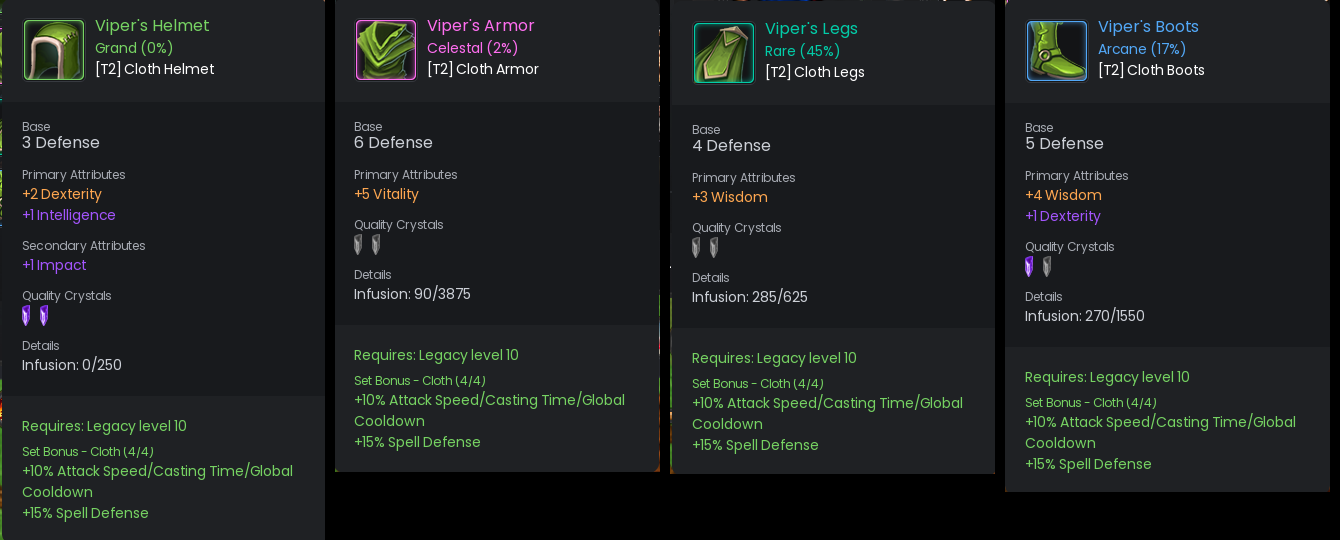 Viper's Helmet
Grand (0%)
[T2] Cloth Helmet
Base
3 Defense
Primary Attributes
+2 Dexterity
+1 Intelligence
Secondary Attributes
+1 Impact
Quality Crystals
Details
Infusion: 0/250
Requires: Legacy level 10
Set Bonus - Cloth (4/4)
+10% Attack Speed/Casting Time/Global
Cooldown
+15% Spell Defense
Viper's Armor
Celestal (2%)
[T2] Cloth Armor
Base
6 Defense
Primary Attributes
+5 Vitality
Quality Crystals
Details
Infusion: 90/3875
Requires: Legacy level 10
Set Bonus - Cloth (4/4)
+10% Attack Speed/Casting Time/Global
Cooldown
+15% Spell Defense
Viper's Legs
Rare (45%)
[T2] Cloth Legs
Base
4 Defense
Primary Attributes
+3 Wisdom
Quality Crystals
Details
Infusion: 285/625
Requires: Legacy level 10
Set Bonus - Cloth (4/4)
+10% Attack Speed/Casting Time/Global
Cooldown
+15% Spell Defense
Viper's Boots
Arcane (17%)
[T2] Cloth Boots
Base
5 Defense
Primary Attributes
+4 Wisdom
+1 Dexterity
Quality Crystals
Details
Infusion: 270/1550
Requires: Legacy level 10
Set Bonus - Cloth (4/4)
+10% Attack Speed/Casting Time/Global
Cooldown
+15% Spell Defense